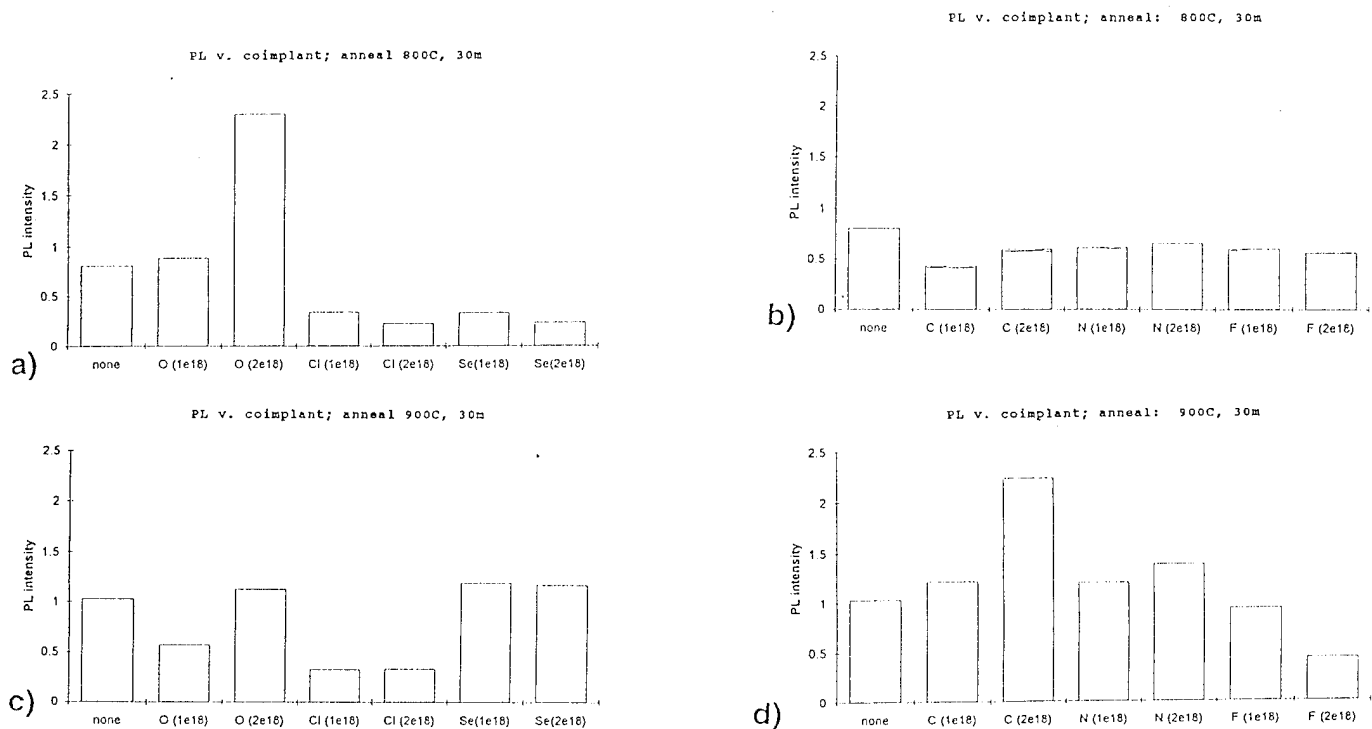 PL v. coimplant; anneal 800C, 30m
2.5
2
1.5
1
0.5
0
PL intensity
none O (1e18) O (2e18) Cl (1e18) Cl (2e18) Se(1e18) Se(2e18)
a)
PL v. coimplant; anneal: 800C, 30m
2.5
2
1.5
1
0.5
0
PL intensity
none C (1e18) C (2e18) N (1e18) N (2e18) F (1e18) F (2e18)
b)
PL v. coimplant; anneal 900C, 30m
2.5
2
1.5
1
0.5
0
PL intensity
none O (1e18) O (2e18) Cl (1e18) Cl (2e18) Se(1e18) Se(2e18)
c)
PL v. coimplant; anneal: 900C, 30m
2.5
2
1.5
1
0.5
0
PL intensity
none C (1e18) C (2e18) N (1e18) N (2e18) F (1e18) F (2e18)
d)